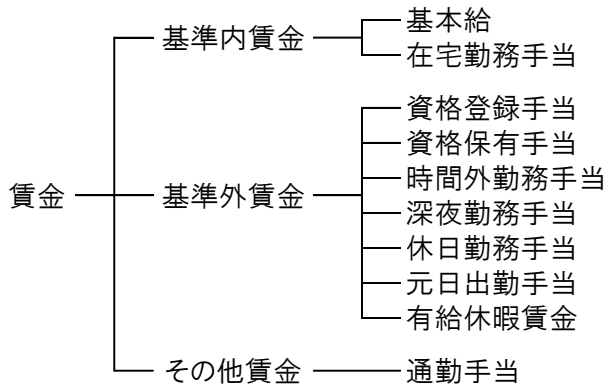 賃金
基準内賃金
基本給
在宅勤務手当
基準外賃金
資格登録手当
資格保有手当
時間外勤務手当
深夜勤務手当
休日勤務手当
元日出勤手当
有給休暇賃金
その他賃金
通勤手当